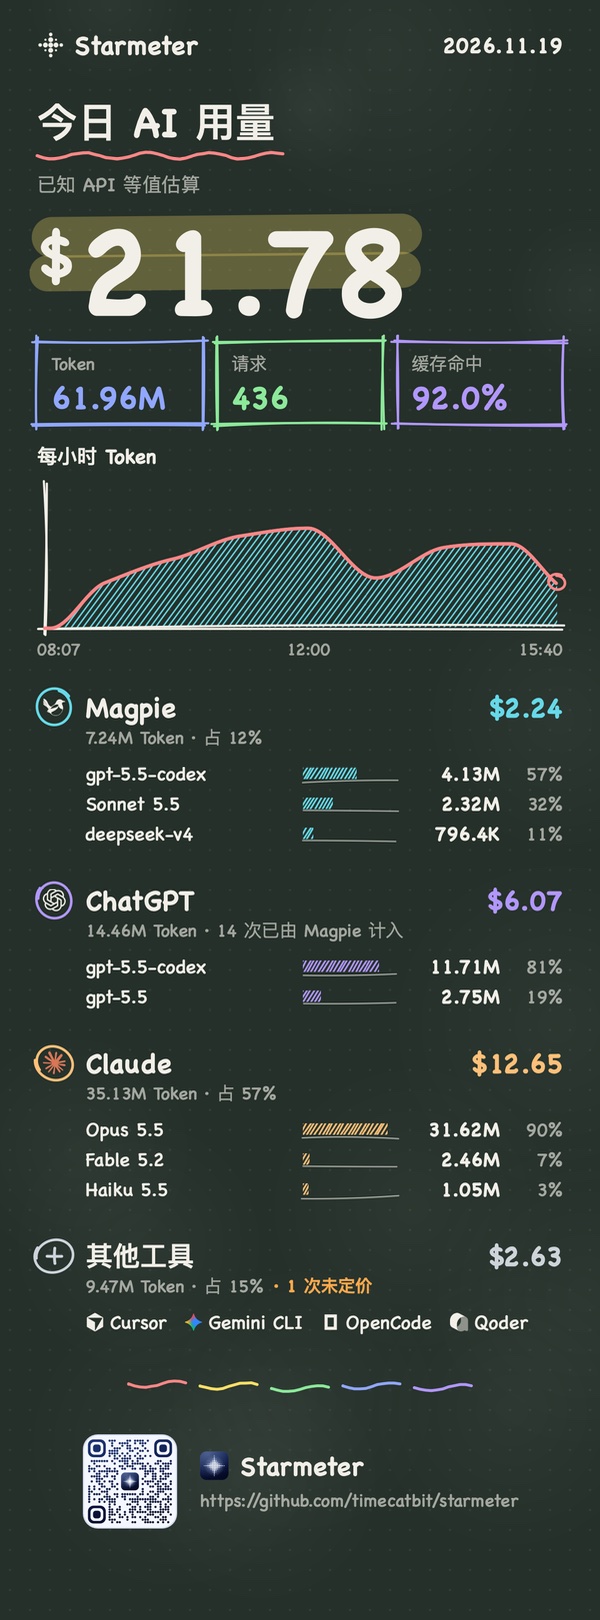 Starmeter
2026.11.19
今日 AI 用量
已知 API 等值估算
$21.78
Token 请求 缓存命中
61.96M 436 92.0%
每小时 Token
08:07 12:00 15:40
Magpie $2.24
7.24M Token · 占 12%
gpt-5.5-codex 4.13M 57%
Sonnet 5.5 2.32M 32%
deepseek-v4 796.4K 11%
ChatGPT $6.07
14.46M Token · 14 次已由 Magpie 计入
gpt-5.5-codex 11.71M 81%
gpt-5.5 2.75M 19%
Claude $12.65
35.13M Token · 占 57%
Opus 5.5 31.62M 90%
Fable 5.2 2.46M 7%
Haiku 5.5 1.05M 3%
其他工具 $2.63
9.47M Token · 占 15% · 1 次未定价
Cursor Gemini CLI OpenCode Qoder
Starmeter
https://github.com/timecatbit/starmeter